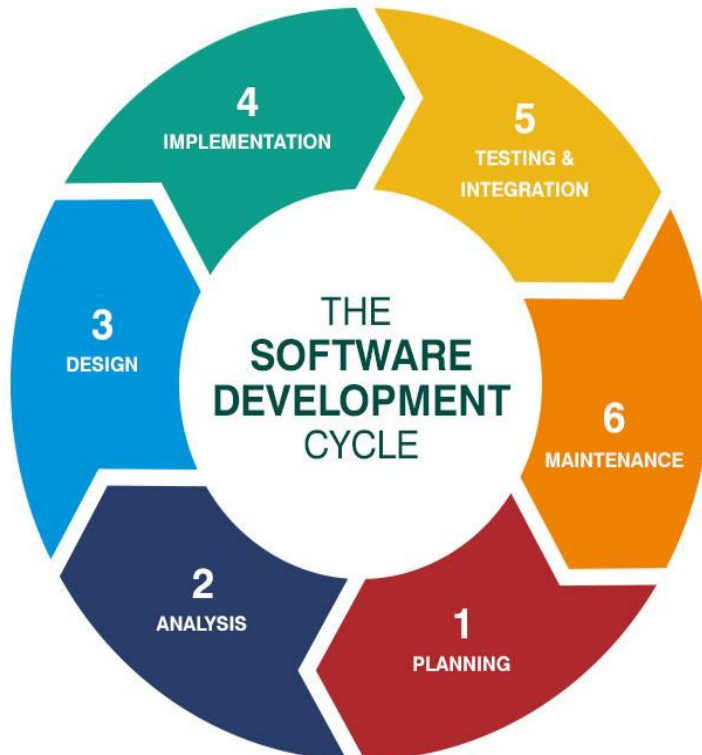 THE
SOFTWARE
DEVELOPMENT
CYCLE
1
PLANNING
2
ANALYSIS
3
DESIGN
4
IMPLEMENTATION
5
TESTING &
INTEGRATION
6
MAINTENANCE